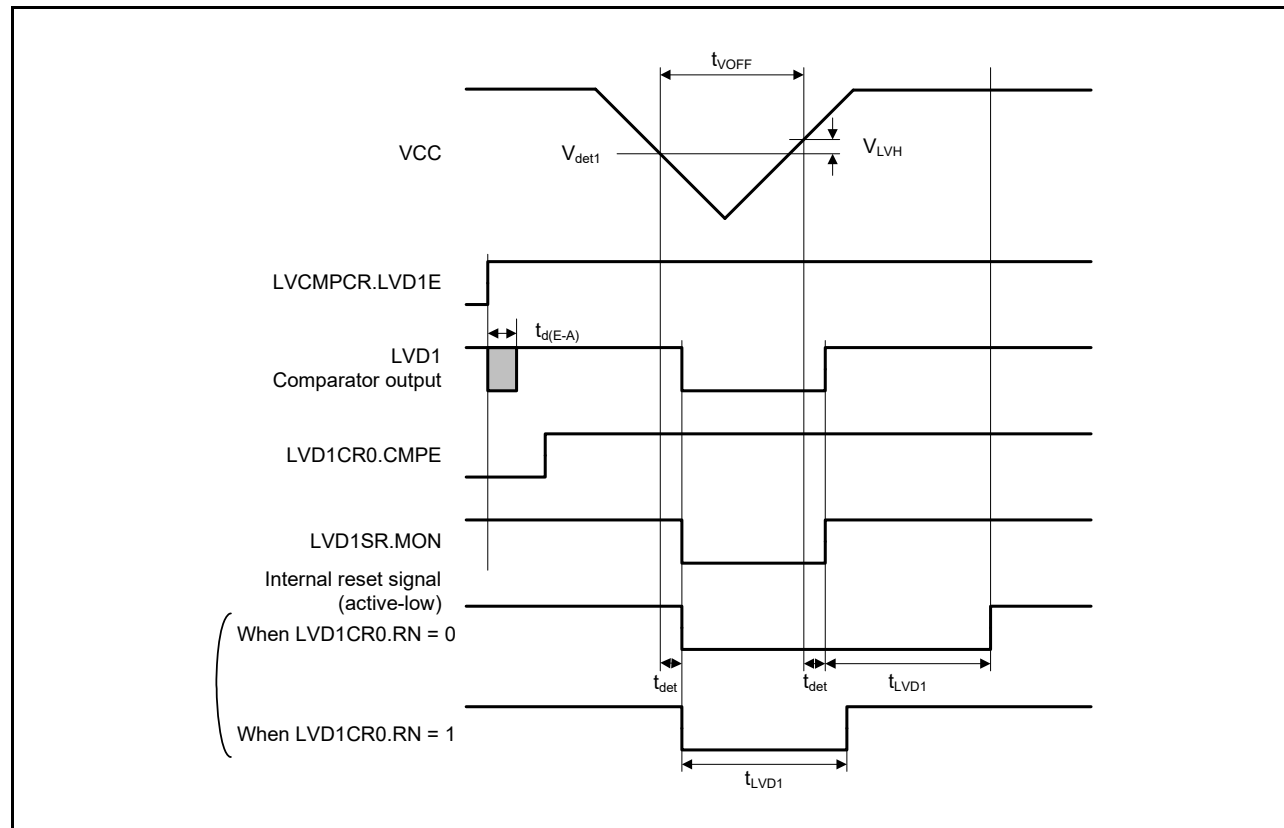 tVOFF
VCC
Vdet1
VLVH
LVCMPCR.LVD1E
td(E-A)
LVD1
Comparator output
LVD1CR0.CMPE
LVD1SR.MON
Internal reset signal
(active-low)
When LVD1CR0.RN = 0
tdet
tdet
tLVD1
When LVD1CR0.RN = 1
tLVD1